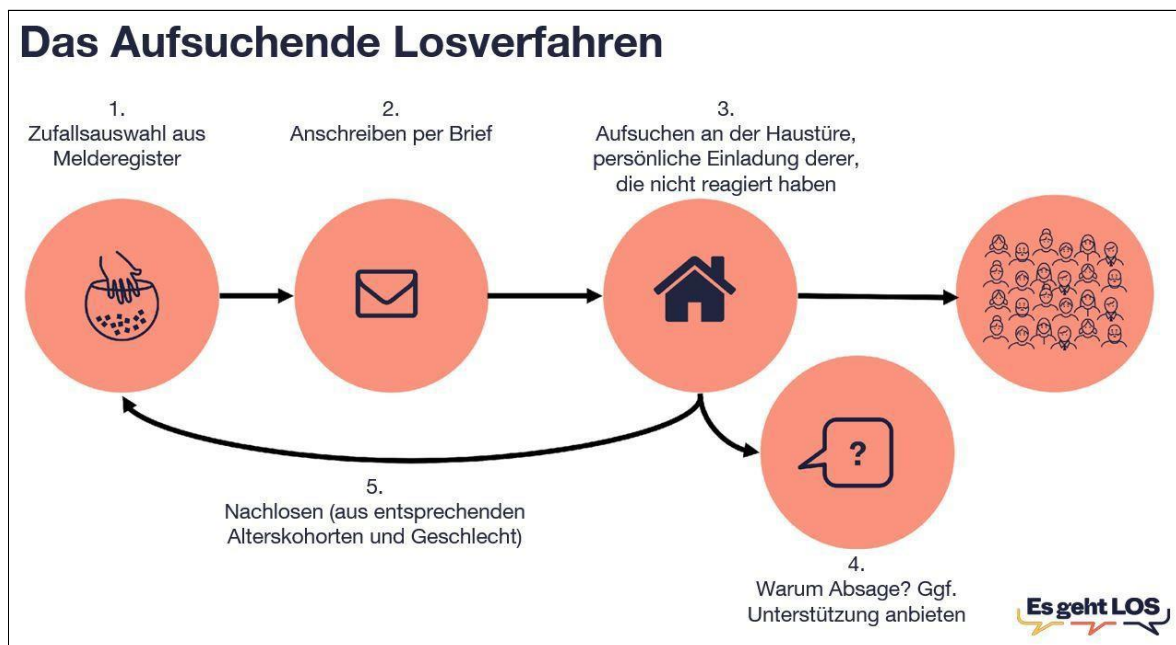 Das Aufsuchende Losverfahren
1.
Zufallsauswahl aus
Melderegister
2.
Anschreiben per Brief
3.
Aufsuchen an der Haustüre,
persönliche Einladung derer,
die nicht reagiert haben
?
5.
Nachlosen (aus entsprechenden
Alterskohorten und Geschlecht)
4.
Warum Absage? Ggf.
Unterstützung anbieten
Es geht LOS